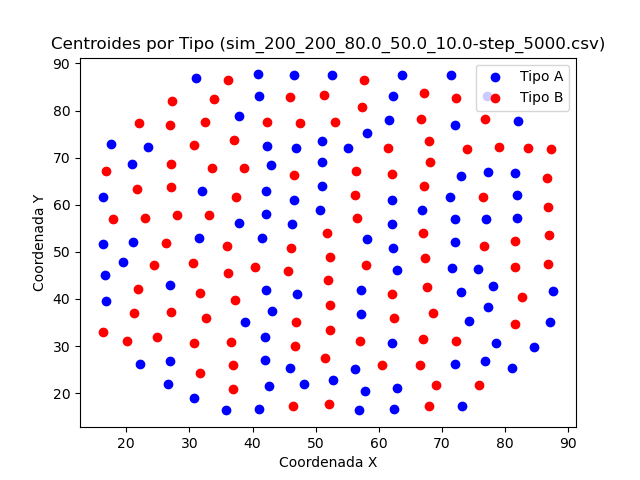 Centroides por Tipo (sim_200_200_80.0_50.0_10.0-step_5000.csv)
Tipo A
Tipo B
90
80
70
60
50
40
30
20
Coordenada Y
20 30 40 50 60 70 80 90
Coordenada X